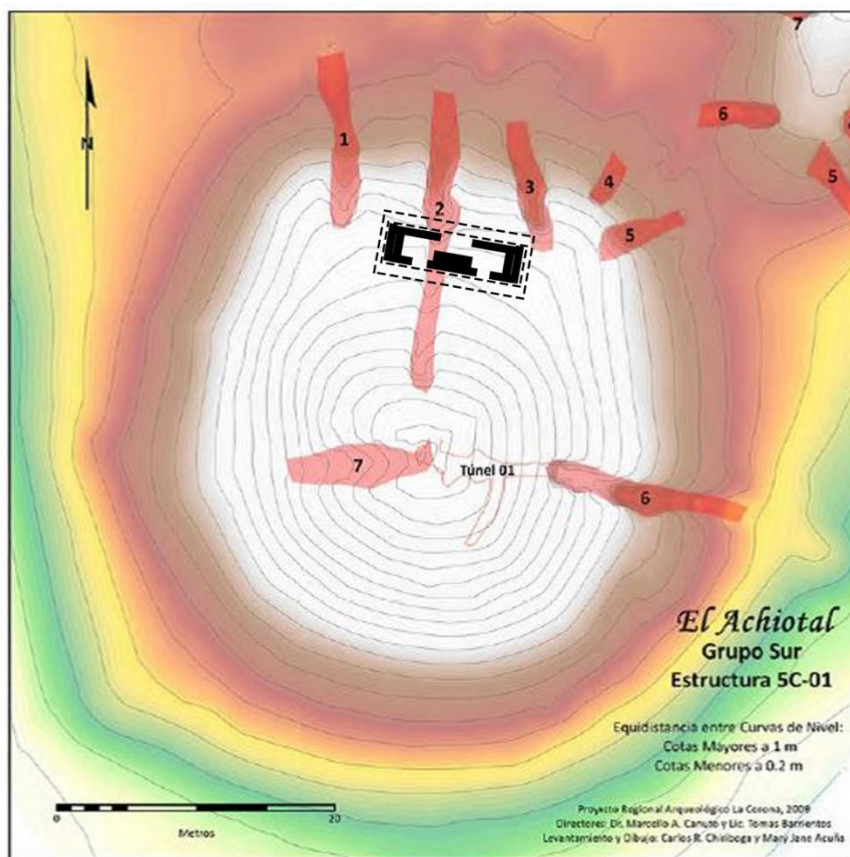 7
6
5
N
1
2
3
4
5
7
Túnel 01
6
El Achiotal
Grupo Sur
Estructura 5C-01
Equidistancia entre Curvas de Nivel:
Cotas Mayores a 1 m
Cotas Menores a 0.2 m
0 20
Metros
Proyecto Regional Arqueológico La Corona, 2009
Directores: Dr. Marcello A. Canuto y Lic. Tomas Barrientos
Levantamiento y Dibujo: Carlos R. Chiriboga y Mary Jane Acuña